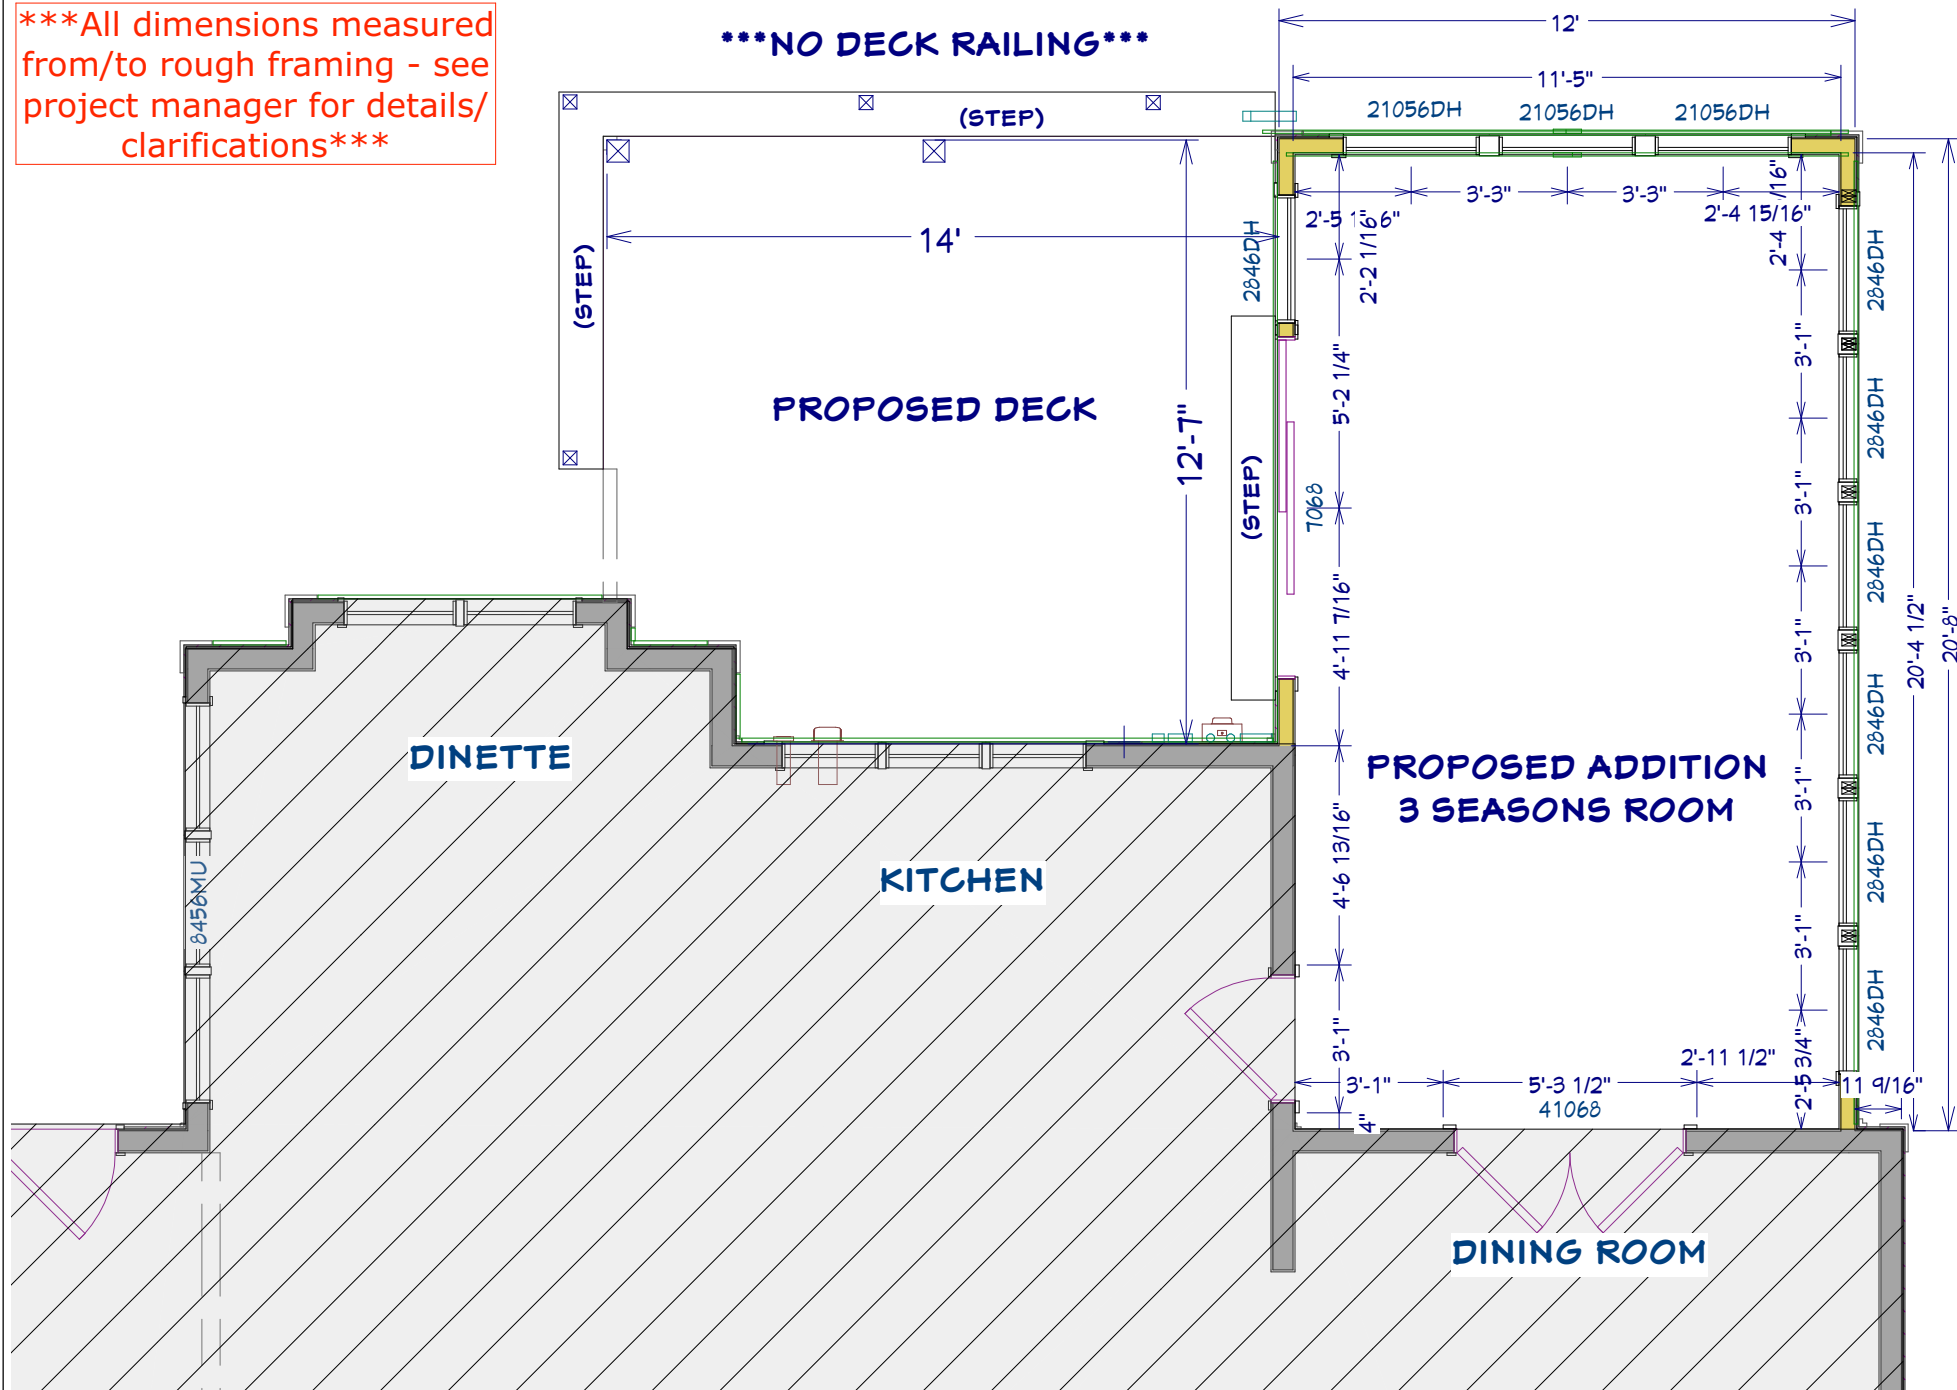 ***All dimensions measured
from/to rough framing - see
project manager for details/
clarifications***
***NO DECK RAILING***
12'
11'-5"
21056DH
21056DH
21056DH
(STEP)
3'-3"
3'-3"
2'-4 15/16"
2'-2 1/16"
14'
(STEP)
2846DH
2846DH
20'-4 1/2"
20'-8"
3'-1"
5'-2 1/4"
PROPOSED DECK
12'-7"
2846DH
(STEP)
7068
3'-1"
2846DH
4'-11 7/16"
3'-1"
2846DH
DINETTE
PROPOSED ADDITION
3 SEASONS ROOM
3'-1"
4'-6 13/16"
KITCHEN
2846DH
8456MU
3'-1"
2846DH
3'-1"
2'-5 3/4"
3'-1"
5'-3 1/2"
2'-11 1/2"
11 9/16"
41068
4"
DINING ROOM